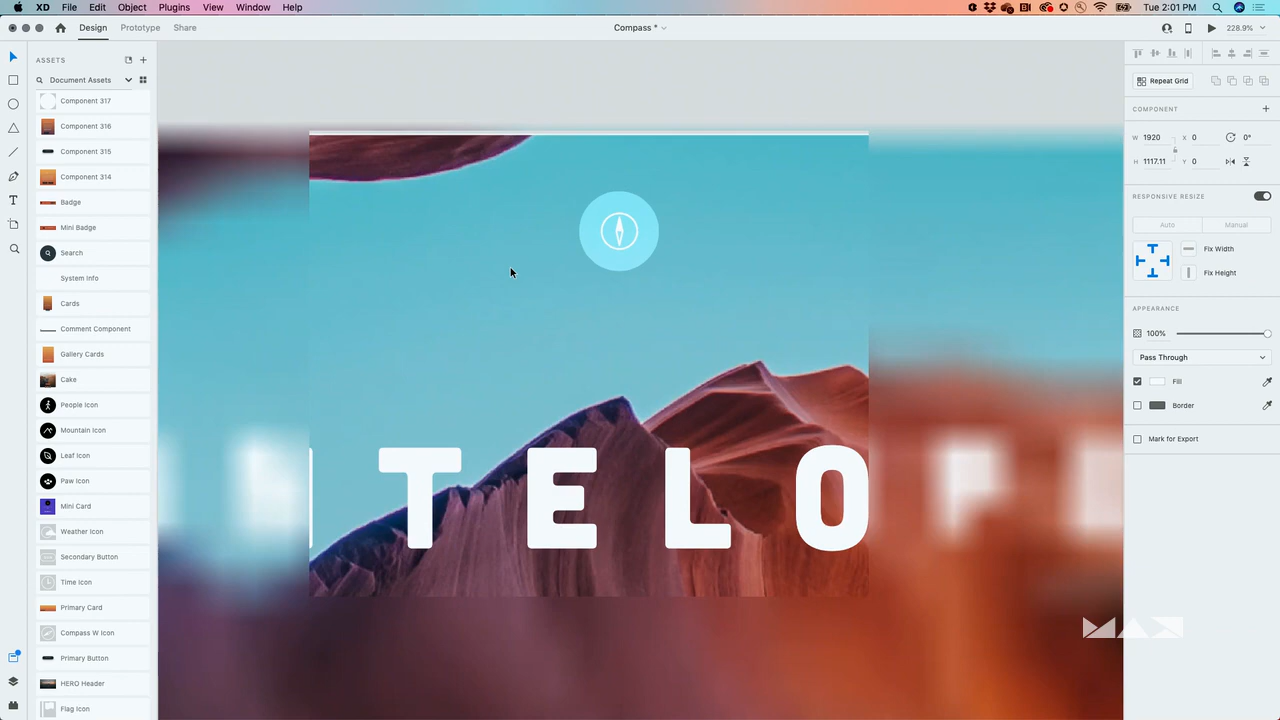 XD File Edit Object Plugins View Window Help
Tue 2:01 PM
Design Prototype Share
Compass *
228.9%
ASSETS
Document Assets
Component 317
Component 316
Component 315
Component 314
Badge
Mini Badge
Search
System Info
Cards
Comment Component
Gallery Cards
Cake
People Icon
Mountain Icon
Leaf Icon
Paw Icon
Mini Card
Weather Icon
Secondary Button
Time Icon
Primary Card
Compass W Icon
Primary Button
HERO Header
Flag Icon
TELO
MAX
Repeat Grid
COMPONENT
W 1920 X 0 0°
H 1117.11 Y 0
RESPONSIVE RESIZE
Auto Manual
Fix Width
Fix Height
APPEARANCE
100%
Pass Through
Fill
Border
Mark for Export